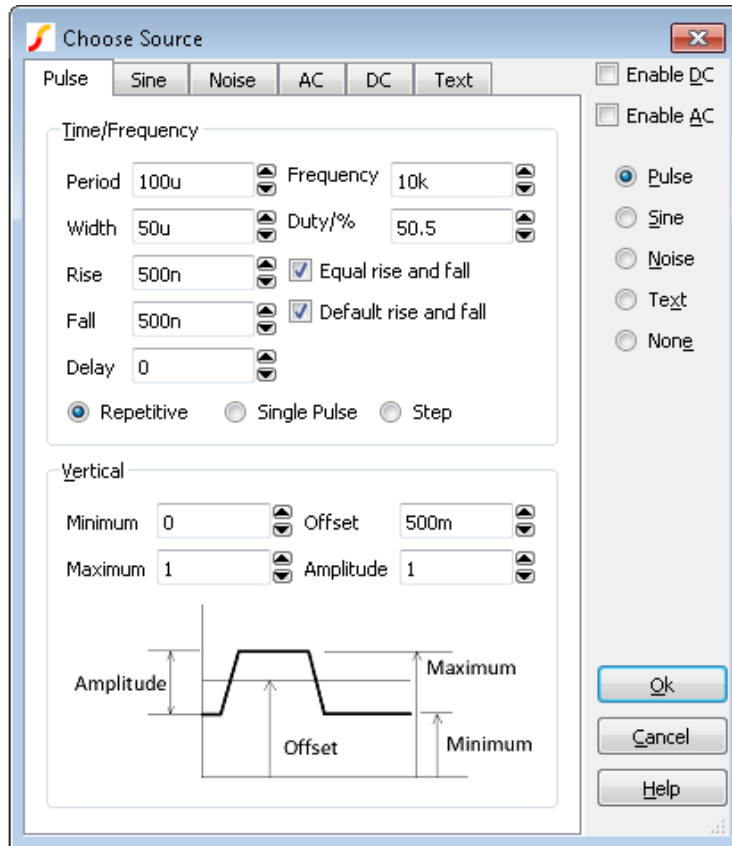 Choose Source
Pulse Sine Noise AC DC Text
Enable DC
Enable AC
Time/Frequency
Period 100u Frequency 10k
Width 50u Duty/% 50.5
Rise 500n Equal rise and fall
Fall 500n Default rise and fall
Delay 0
Repetitive Single Pulse Step
Pulse
Sine
Noise
Text
None
Vertical
Minimum 0 Offset 500m
Maximum 1 Amplitude 1
Amplitude
Maximum
Offset
Minimum
Ok
Cancel
Help